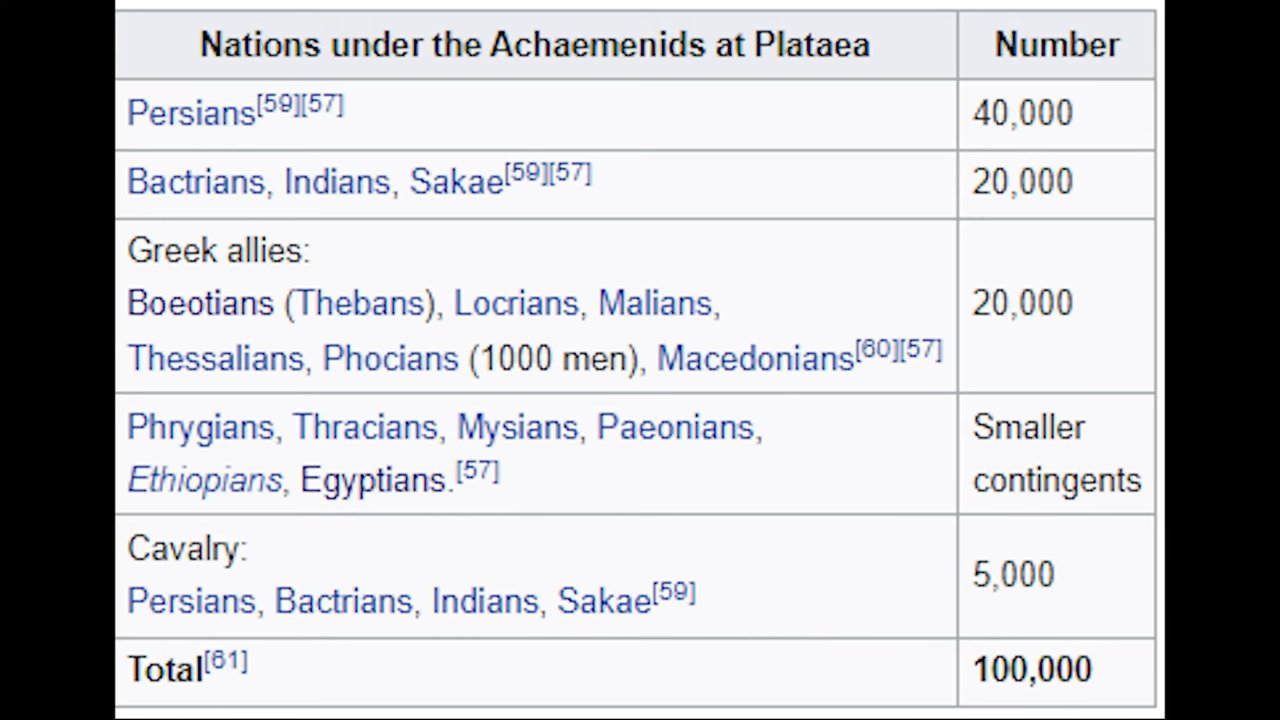 Nations under the Achaemenids at Plataea Number
Persians[59][57] 40,000
Bactrians, Indians, Sakae[59][57] 20,000
Greek allies:
Boeotians (Thebans), Locrians, Malians,
Thessalians, Phocians (1000 men), Macedonians[60][57]
20,000
Phrygians, Thracians, Mysians, Paeonians,
Ethiopians, Egyptians.[57]
Smaller
contingents
Cavalry:
Persians, Bactrians, Indians, Sakae[59]
5,000
Total[61] 100,000